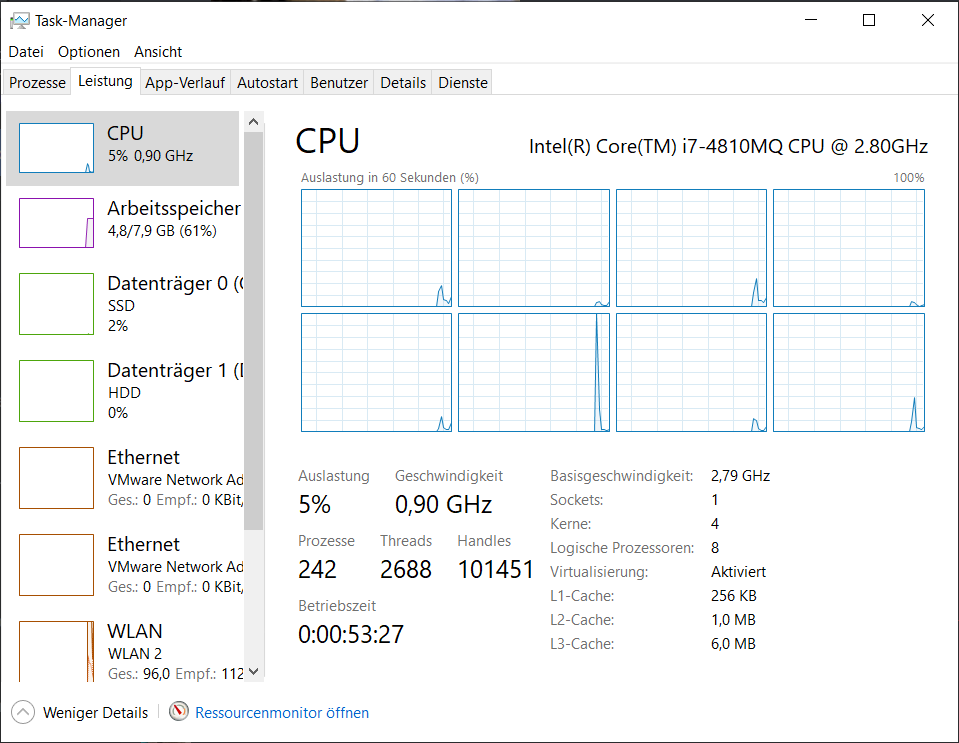 Task-Manager
Datei Optionen Ansicht
Prozesse Leistung App-Verlauf Autostart Benutzer Details Dienste
CPU
5% 0,90 GHz
Arbeitsspeicher
4,8/7,9 GB (61%)
Datenträger 0 (C
SSD
2%
Datenträger 1 (
HDD
0%
Ethernet
VMware Network Ad
Ges.: 0 Empf.: 0 KBit,
Ethernet
VMware Network Ad
Ges.: 0 Empf.: 0 KBit,
WLAN
WLAN 2
Ges.: 96,0 Empf.: 112
CPU
Intel(R) Core(TM) i7-4810MQ CPU @ 2.80GHz
Auslastung in 60 Sekunden (%) 100%
Auslastung Geschwindigkeit
5% 0,90 GHz
Prozesse Threads Handles
242 2688 101451
Betriebszeit
0:00:53:27
Basisgeschwindigkeit: 2,79 GHz
Sockets: 1
Kerne: 4
Logische Prozessoren: 8
Virtualisierung: Aktiviert
L1-Cache: 256 KB
L2-Cache: 1,0 MB
L3-Cache: 6,0 MB
Weniger Details Ressourcenmonitor öffnen